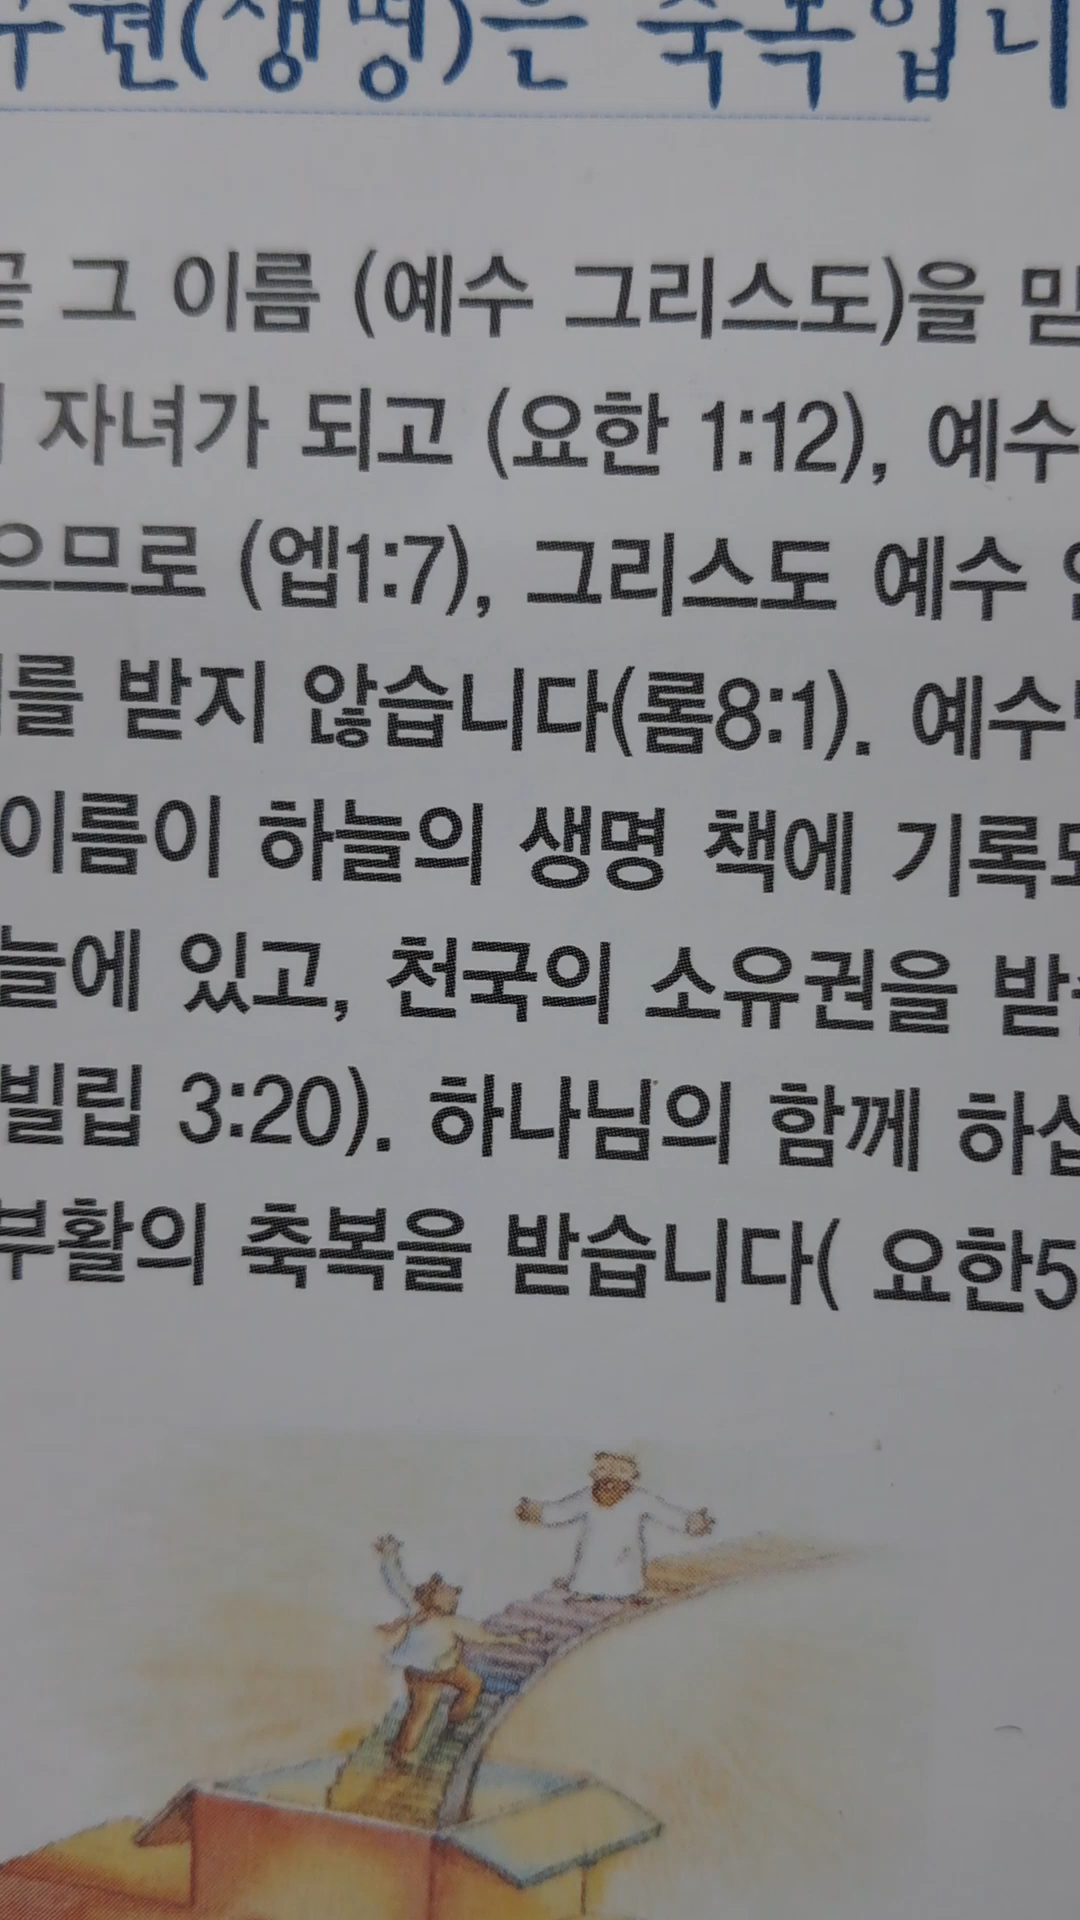 (생명)은 축복입니
그 이름 (예수 그리스도)을
자녀가 되고 (요한 1:12), 예수
으므로 (엡1:7), 그리스도 예수
를 받지 않습니다(롬8:1). 예수
이름이 하늘의 생명 책에 기록
늘에 있고, 천국의 소유권을 받
빌립 3:20). 하나님의 함께 하십
부활의 축복을 받습니다( 요한5